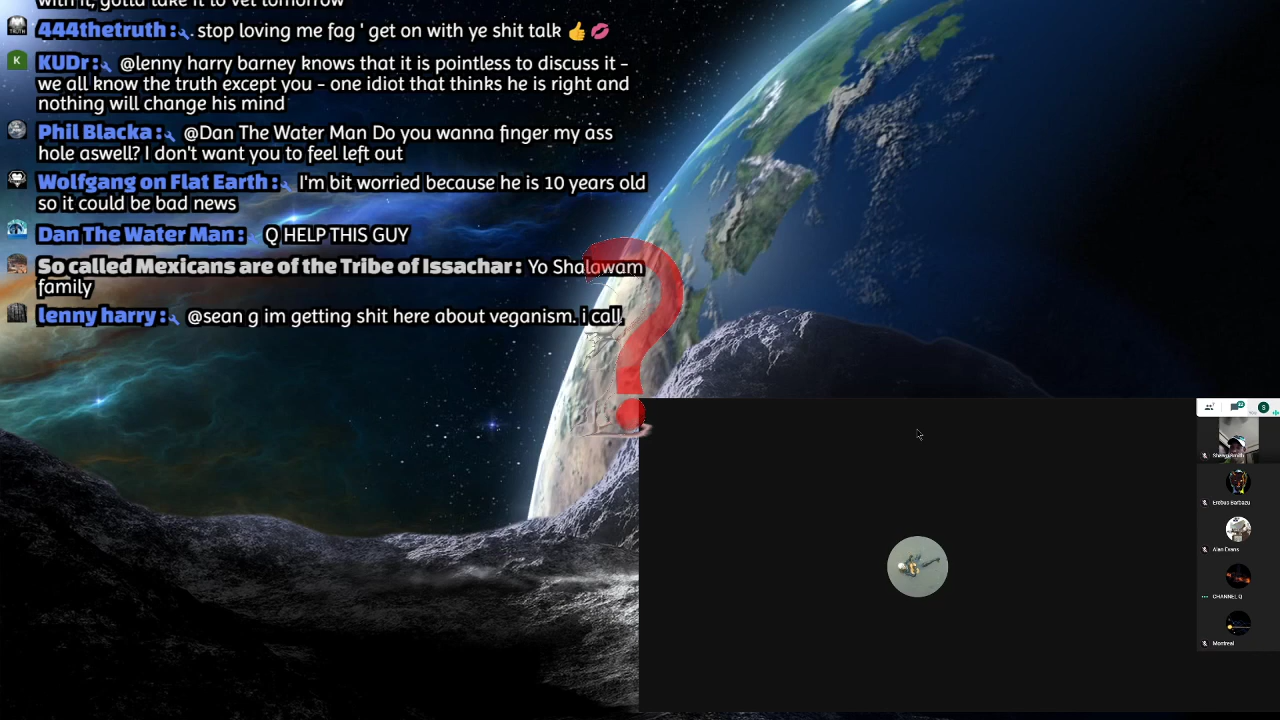 with it, gotta take it to vet tomorrow
444thetruth : . stop loving me fag ' get on with ye shit talk 👍 💋
K KUDr : @lenny harry barney knows that it is pointless to discuss it -
we all know the truth except you - one idiot that thinks he is right and
nothing will change his mind
Phil Blacka : @Dan The Water Man Do you wanna finger my ass
hole aswell? I don't want you to feel left out
Wolfgang on Flat Earth : I'm bit worried because he is 10 years old
so it could be bad news
Dan The Water Man : Q HELP THIS GUY
So called Mexicans are of the Tribe of Issachar : Yo Shalawam
family
lenny harry : @sean g im getting shit here about veganism. i call
?
Erebus Barbazu
Alan Evans
CHANNEL Q
Montreal